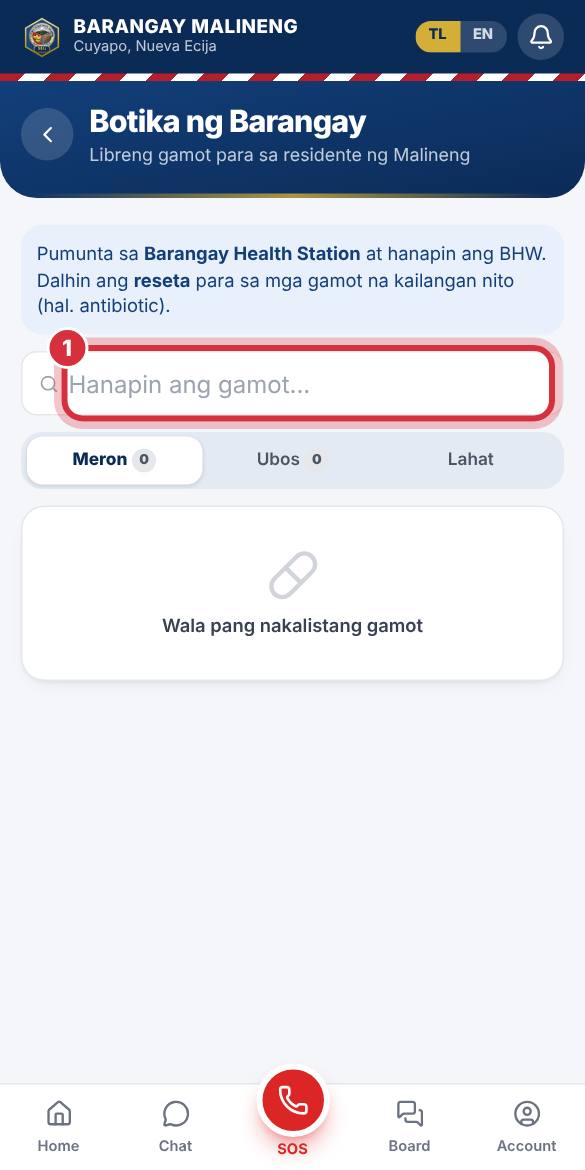 BARANGAY MALINENG
Cuyapo, Nueva Ecija
TL EN
Botika ng Barangay
Libreng gamot para sa residente ng Malineng
Pumunta sa Barangay Health Station at hanapin ang BHW.
Dalhin ang reseta para sa mga gamot na kailangan nito
(hal. antibiotic).
1
Hanapin ang gamot...
Meron 0 Ubos 0 Lahat
Wala pang nakalistang gamot
Home Chat SOS Board Account